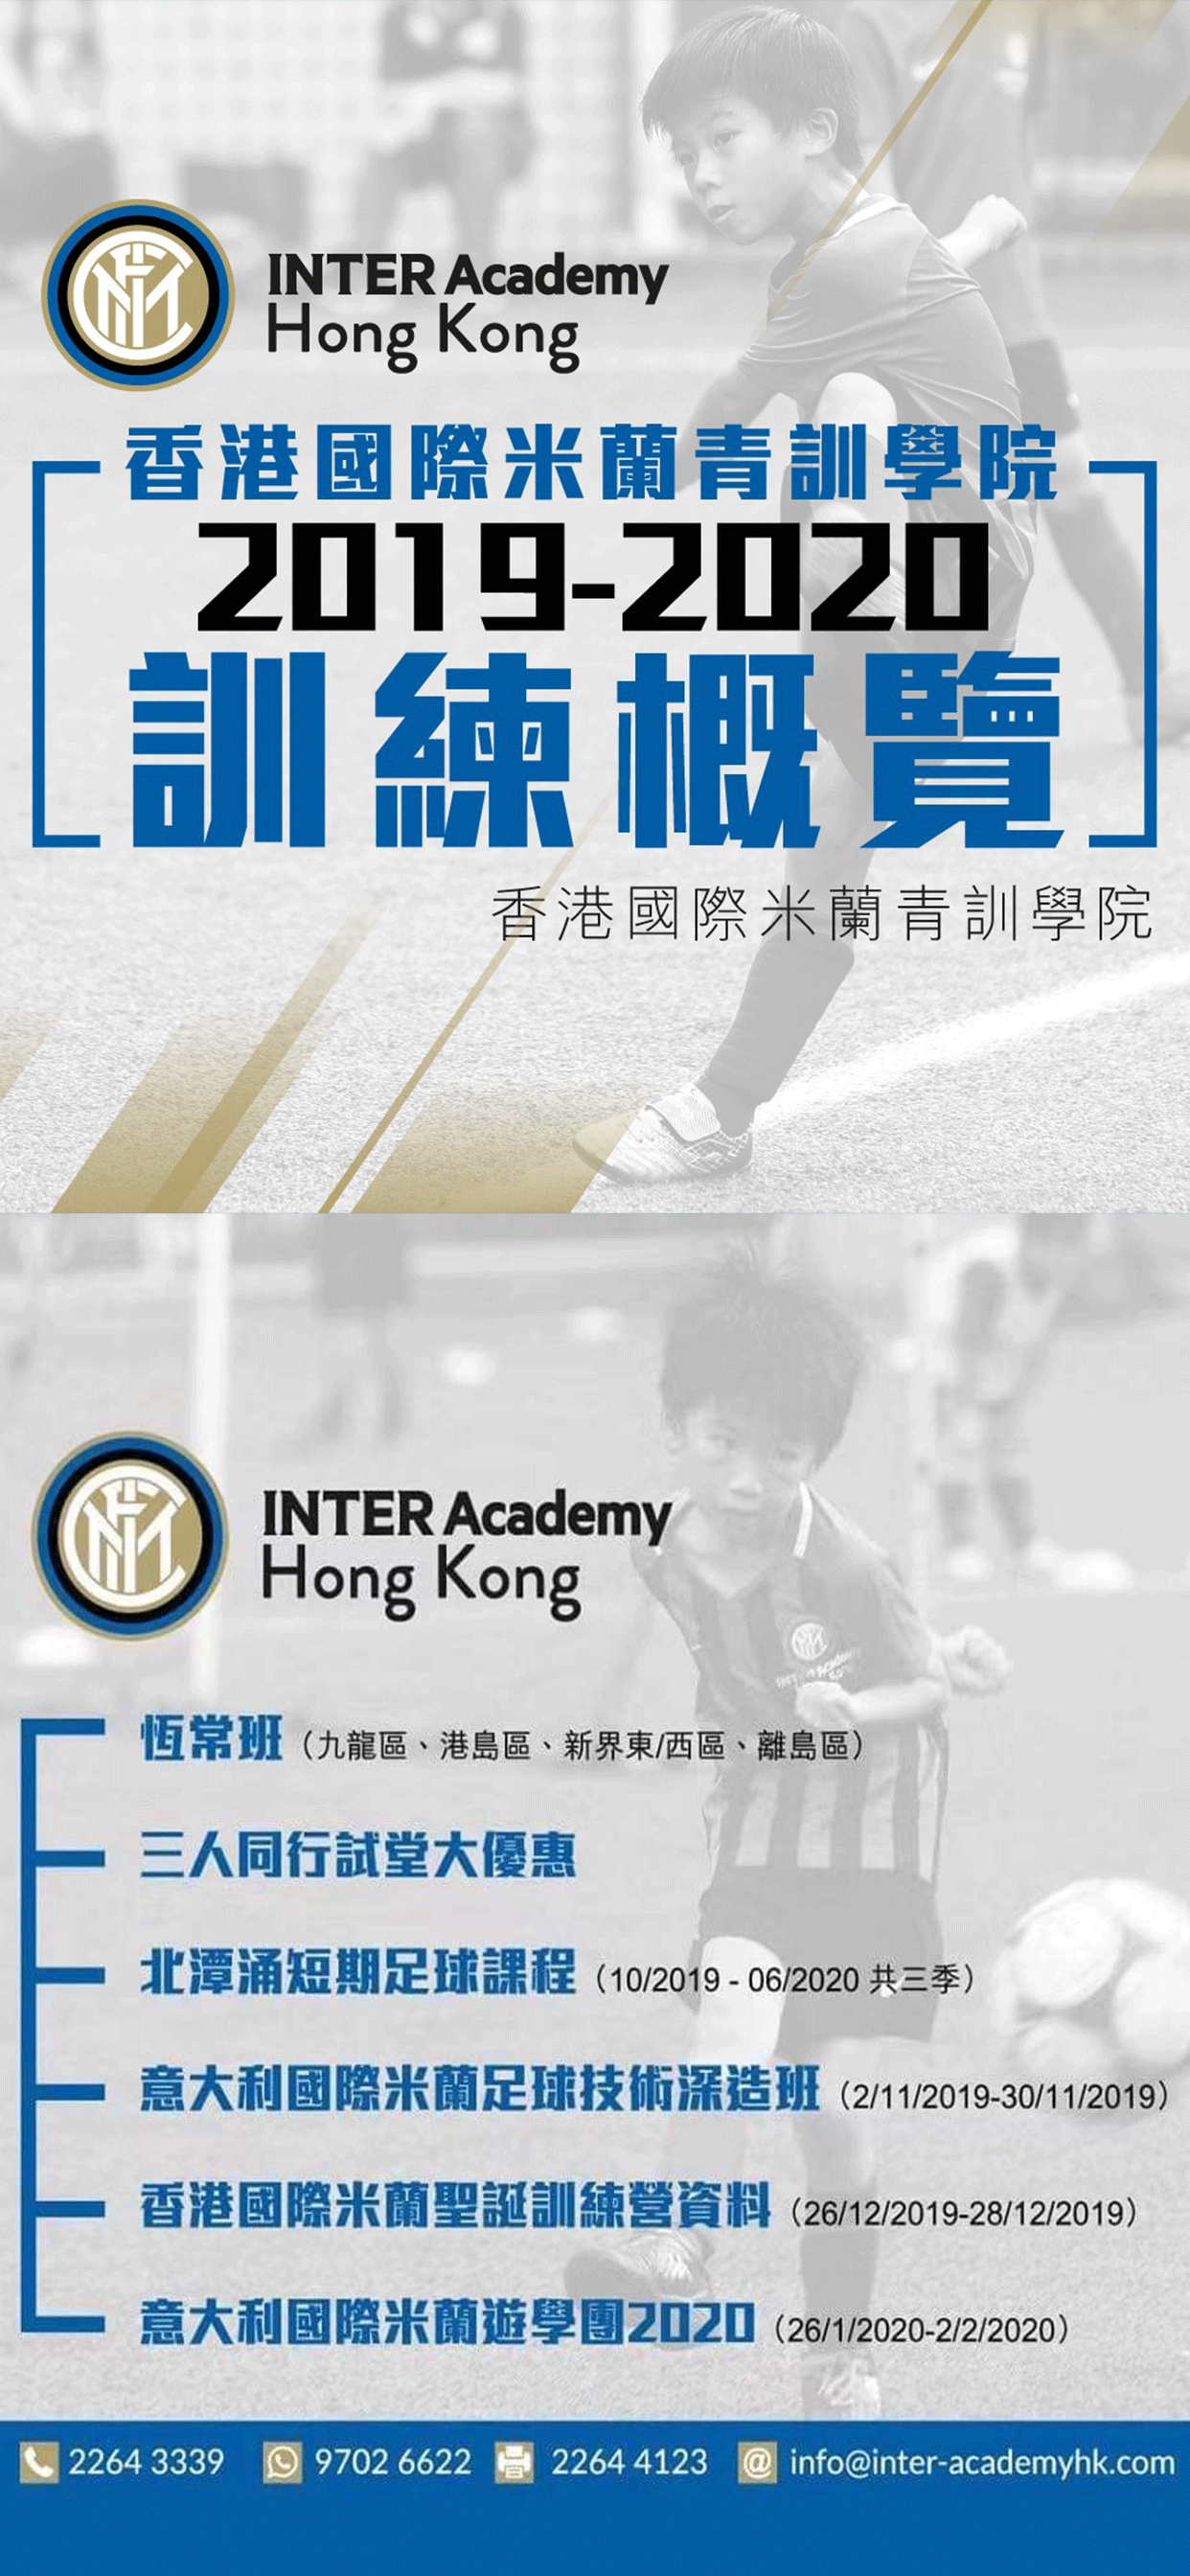 INTER Academy
Hong Kong
香港國際米蘭青訓學院
2019-2020
訓練概覽
香港國際米蘭青訓學院
INTER Academy
Hong Kong
恆常班（九龍區、港島區、新界東/西區、離島區）
三人同行試堂大優惠
北潭涌短期足球課程（10/2019 - 06/2020 共三季）
意大利國際米蘭足球技術深造班（2/11/2019-30/11/2019）
香港國際米蘭聖誕訓練營資料（26/12/2019-28/12/2019）
意大利國際米蘭遊學團2020（26/1/2020-2/2/2020）
2264 3339 9702 6622 2264 4123 @ info@inter-academyhk.com